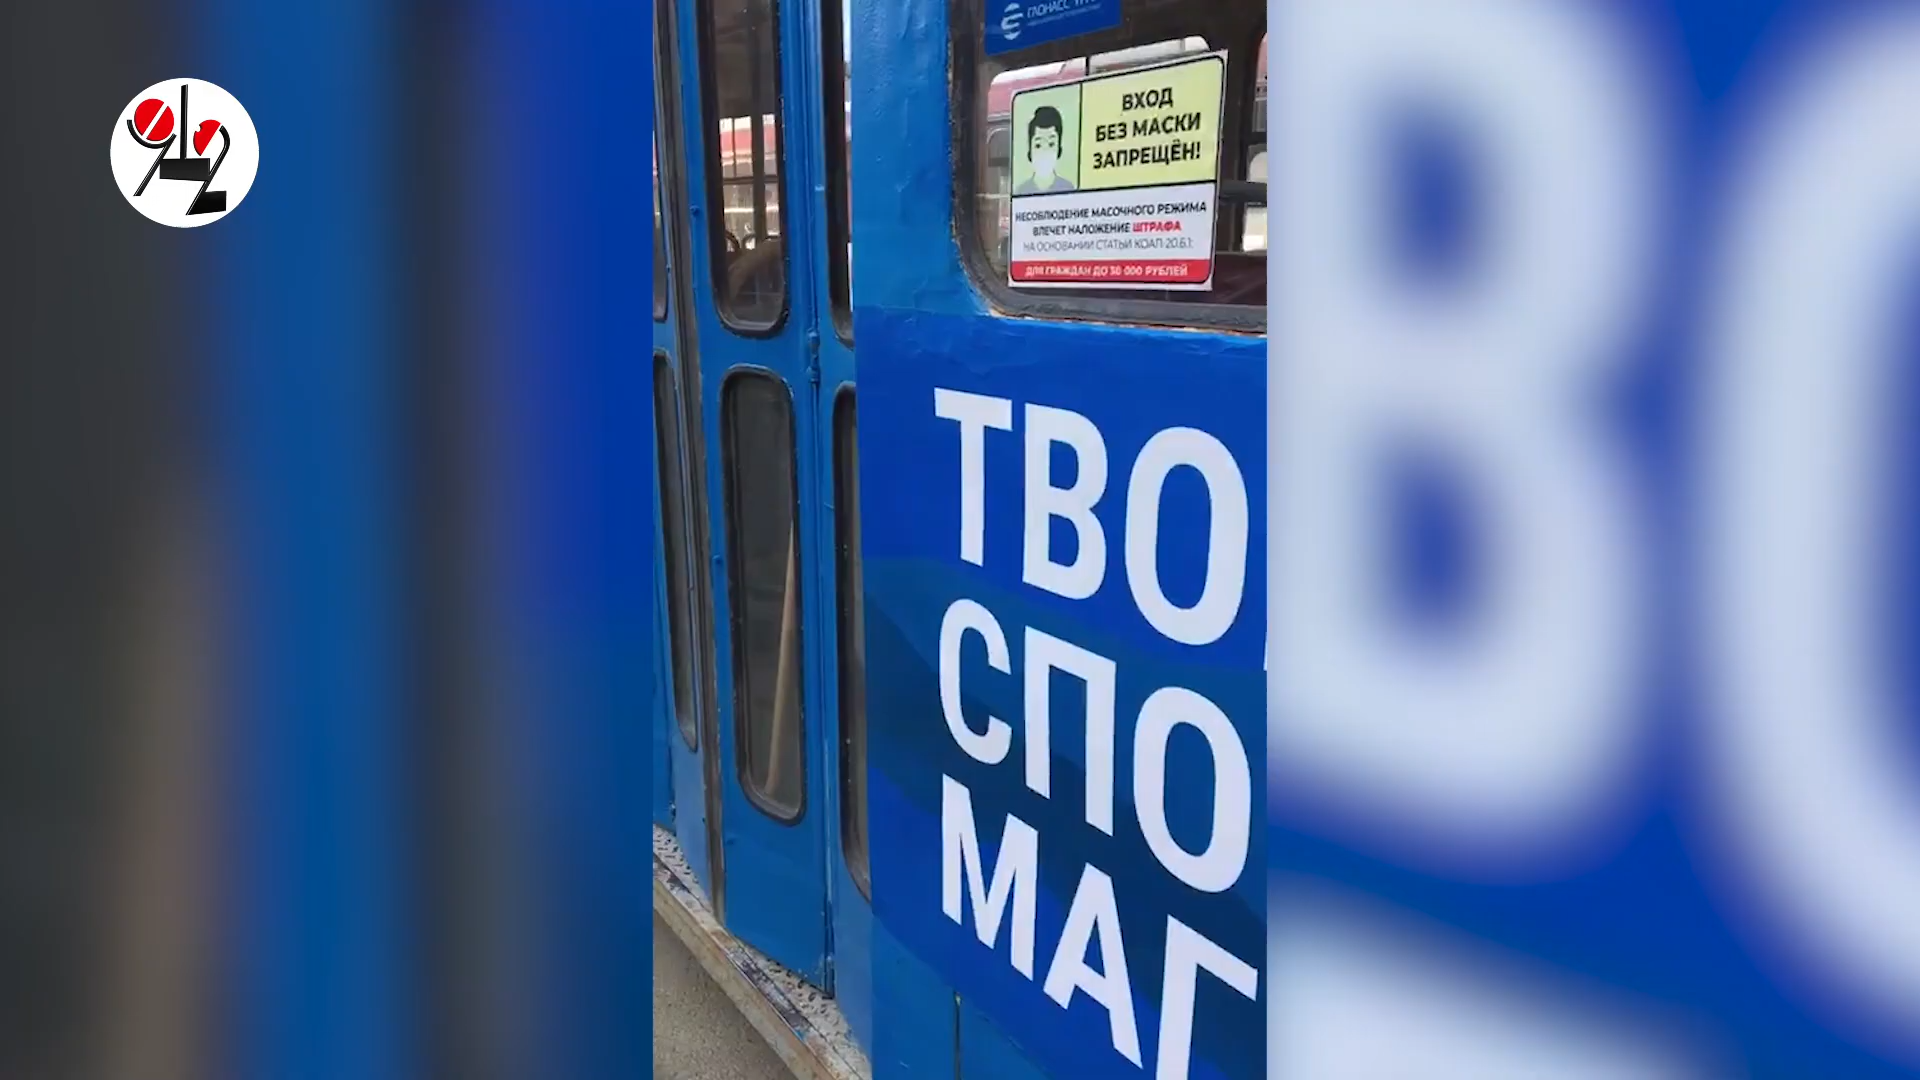 ГЛОНАСС
ВХОД
БЕЗ МАСКИ
ЗАПРЕЩЁН!
НЕСОБЛЮДЕНИЕ МАСОЧНОГО РЕЖИМА
ВЛЕЧЕТ НАЛОЖЕНИЕ ШТРАФА
НА ОСНОВАНИИ СТАТЬИ КОАП 20.6.1:
ДЛЯ ГРАЖДАН ДО 30 000 РУБЛЕЙ
ТВО
СПО
МАГ